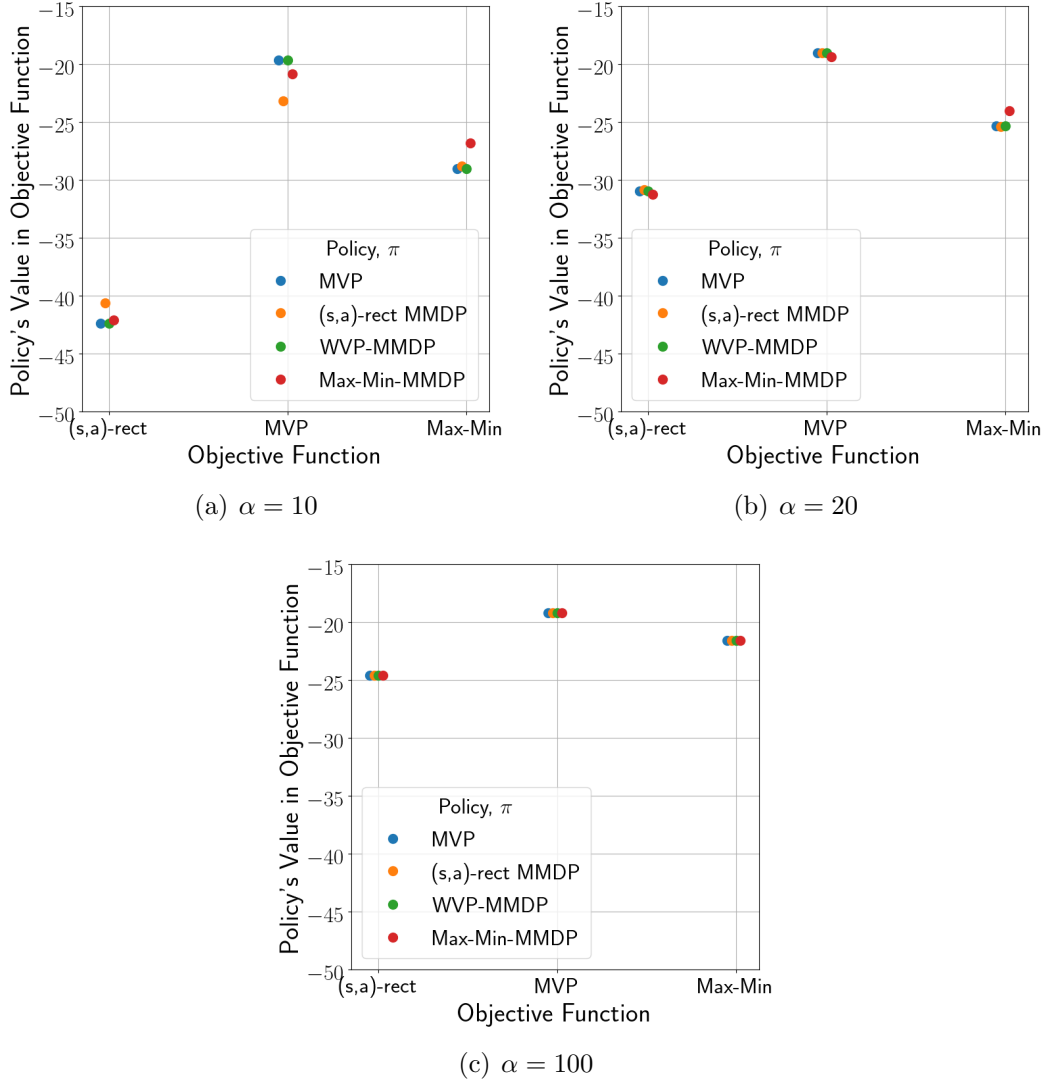 Policy's Value in Objective Function
−15
−20
−25
−30
−35
−40
−45
−50
Policy, π
MVP
(s,a)-rect MMDP
WVP-MMDP
Max-Min-MMDP
(s,a)-rect MVP Max-Min
Objective Function
(a) α = 10
Policy's Value in Objective Function
−15
−20
−25
−30
−35
−40
−45
−50
Policy, π
MVP
(s,a)-rect MMDP
WVP-MMDP
Max-Min-MMDP
(s,a)-rect MVP Max-Min
Objective Function
(b) α = 20
Policy's Value in Objective Function
−15
−20
−25
−30
−35
−40
−45
−50
Policy, π
MVP
(s,a)-rect MMDP
WVP-MMDP
Max-Min-MMDP
(s,a)-rect MVP Max-Min
Objective Function
(c) α = 100